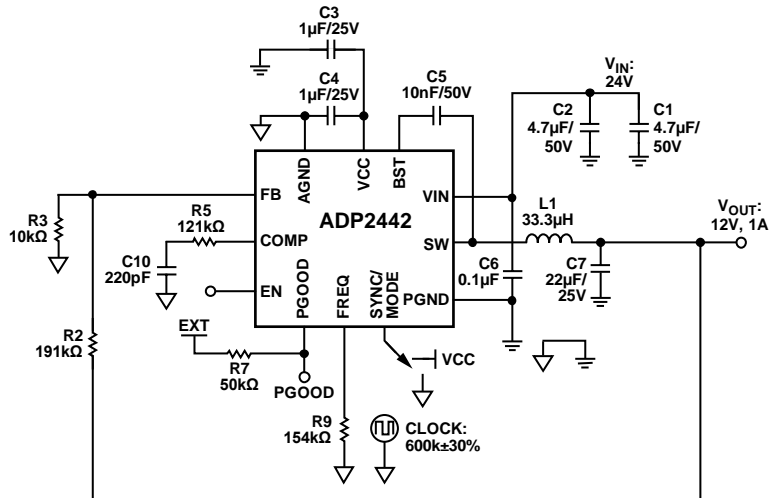 C3
1µF/25V
C4
1µF/25V
C5
10nF/50V
VIN:
24V
C2
4.7µF/
50V
C1
4.7µF/
50V
AGND
VCC
BST
FB
VIN
ADP2442
R3
10kΩ
R5
121kΩ
COMP
SW
L1
33.3µH
VOUT:
12V, 1A
C10
220pF
C6
0.1µF
C7
22µF/
25V
EN
PGOOD
FREQ
SYNC/
MODE
PGND
EXT
R2
191kΩ
R7
50kΩ
PGOOD
VCC
R9
154kΩ
CLOCK:
600k±30%